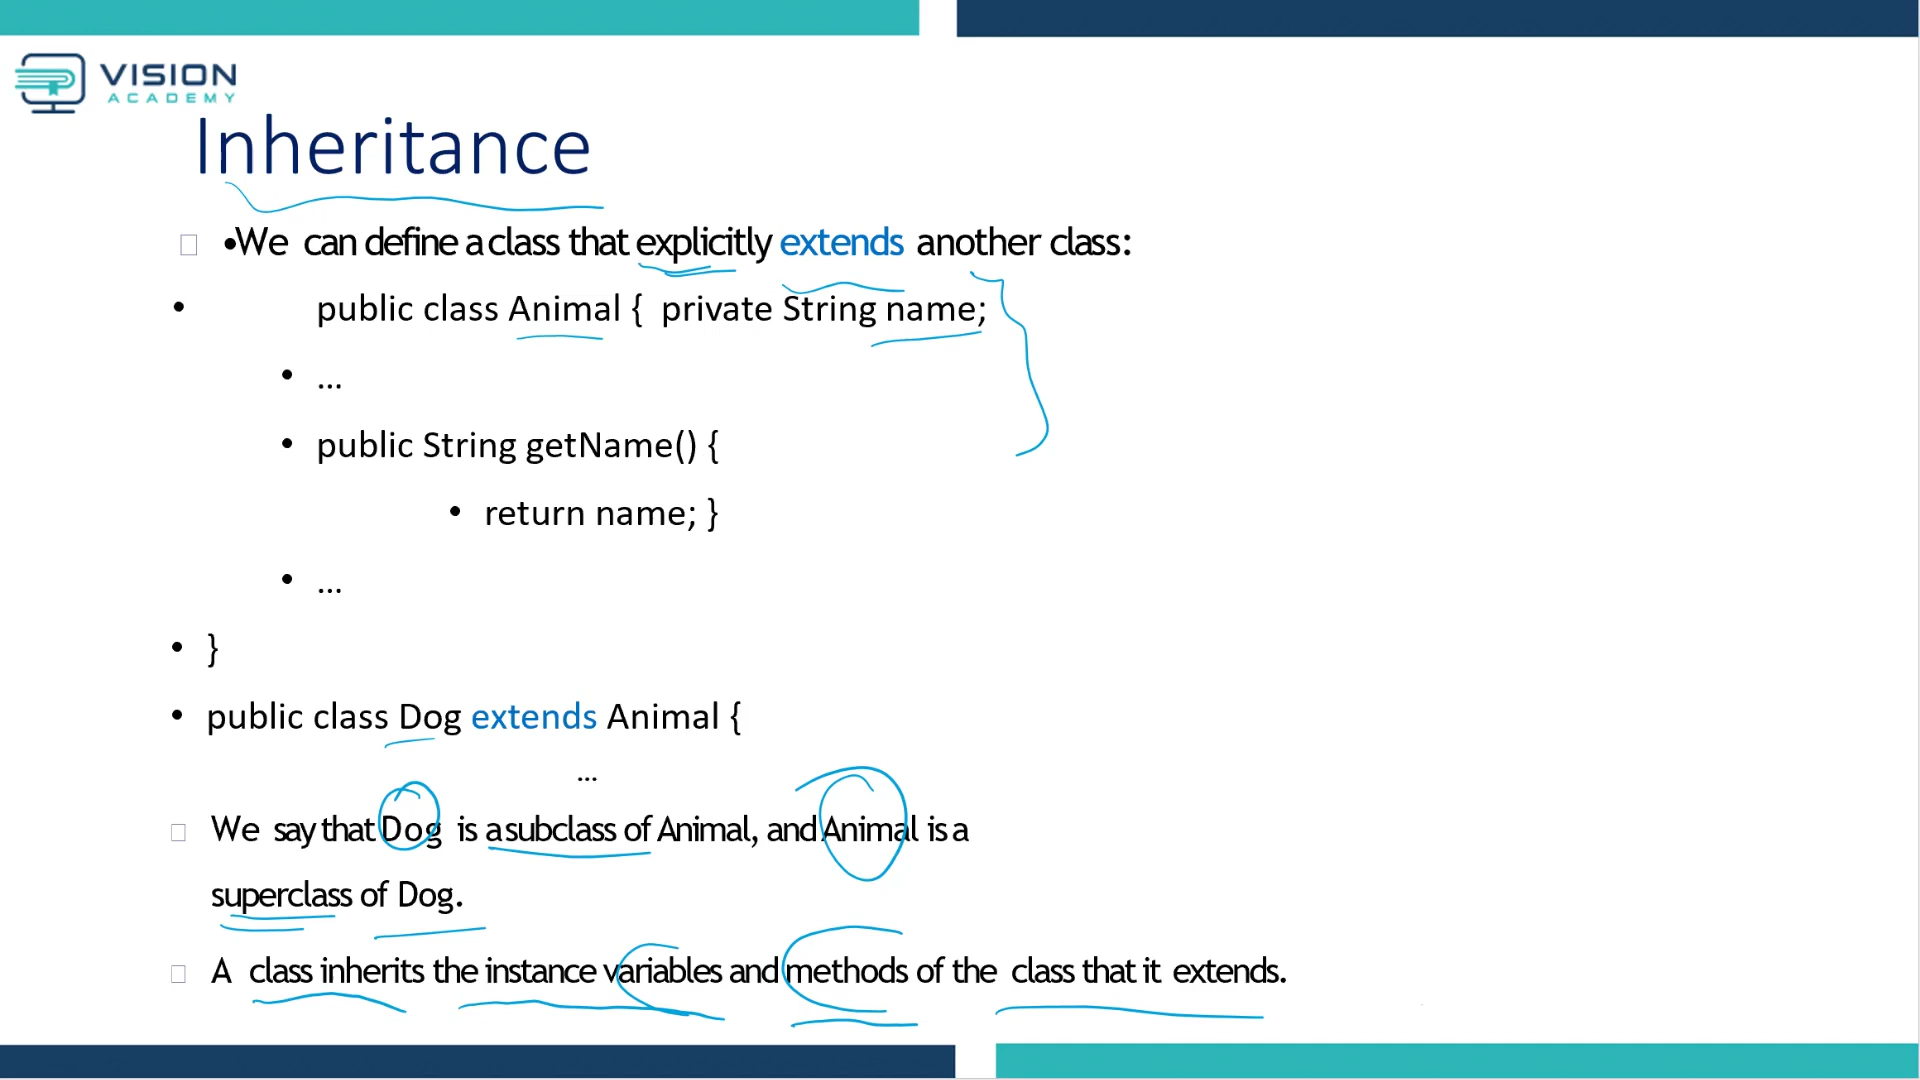 VISION
ACADEMY
Inheritance
•We can define a class that explicitly extends another class:
• public class Animal { private String name;
• ...
• public String getName() {
• return name; }
• ...
• }
• public class Dog extends Animal {
...
We say that Dog is a subclass of Animal, and Animal is a
superclass of Dog.
A class inherits the instance variables and methods of the class that it extends.